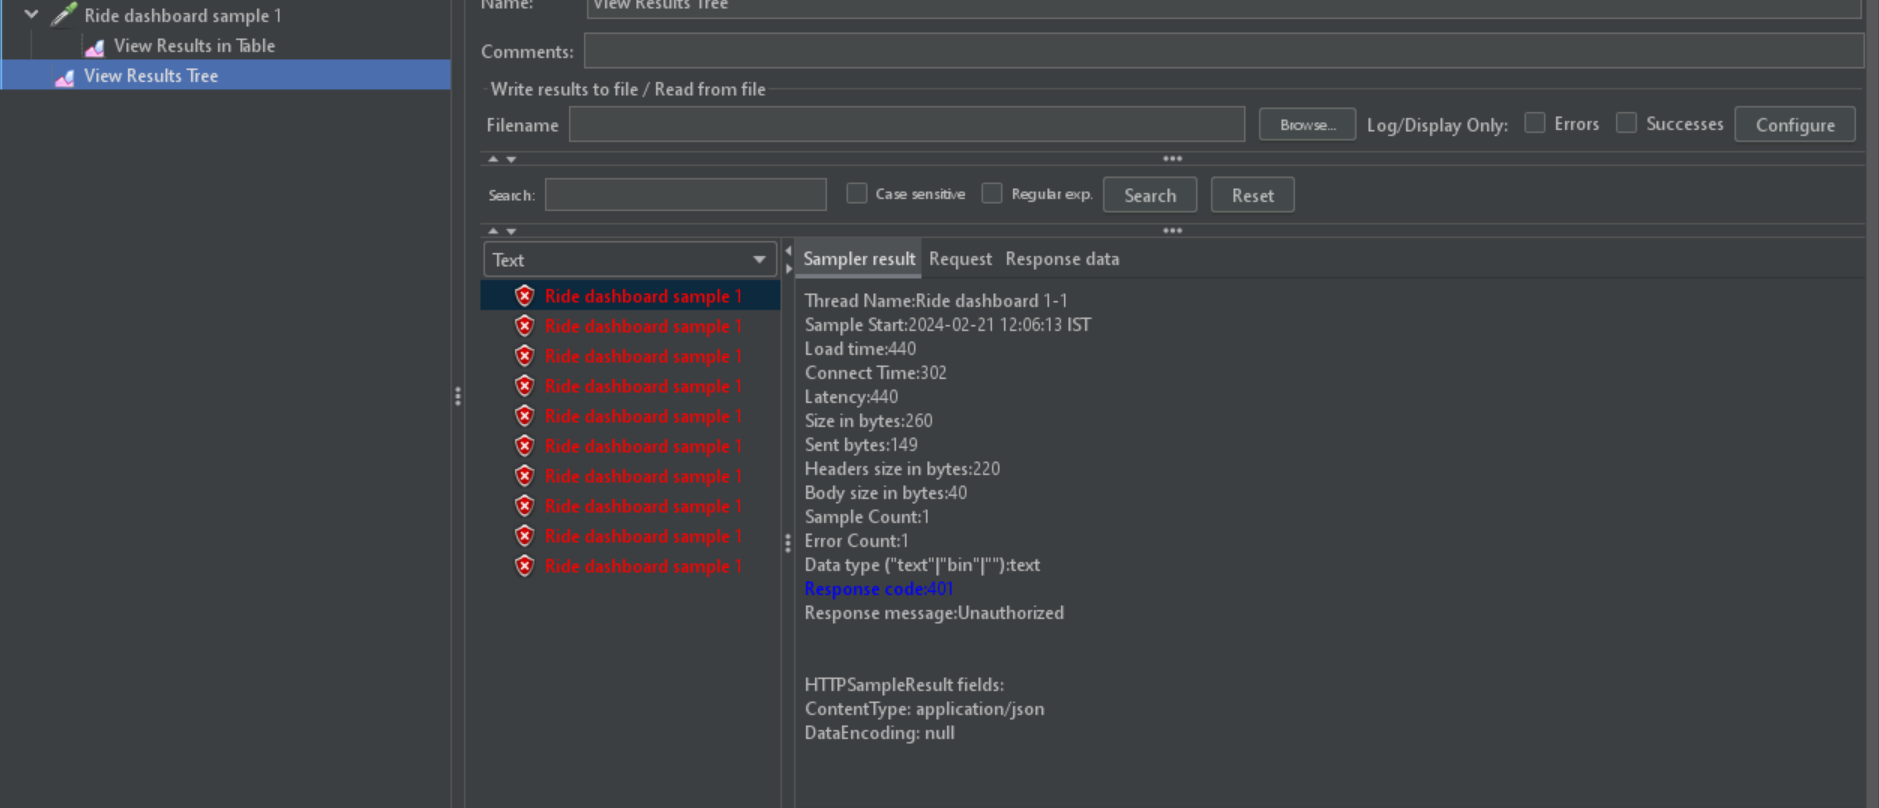 Ride dashboard sample 1
View Results in Table
View Results Tree
Name: View Results Tree
Comments:
Write results to file / Read from file
Filename Browse... Log/Display Only: Errors Successes Configure
Search: Case sensitive Regular exp. Search Reset
Text
Ride dashboard sample 1
Ride dashboard sample 1
Ride dashboard sample 1
Ride dashboard sample 1
Ride dashboard sample 1
Ride dashboard sample 1
Ride dashboard sample 1
Ride dashboard sample 1
Ride dashboard sample 1
Ride dashboard sample 1
Sampler result Request Response data
Thread Name:Ride dashboard 1-1
Sample Start:2024-02-21 12:06:13 IST
Load time:440
Connect Time:302
Latency:440
Size in bytes:260
Sent bytes:149
Headers size in bytes:220
Body size in bytes:40
Sample Count:1
Error Count:1
Data type ("text"|"bin"|""):text
Response code:401
Response message:Unauthorized
HTTPSampleResult fields:
ContentType: application/json
DataEncoding: null